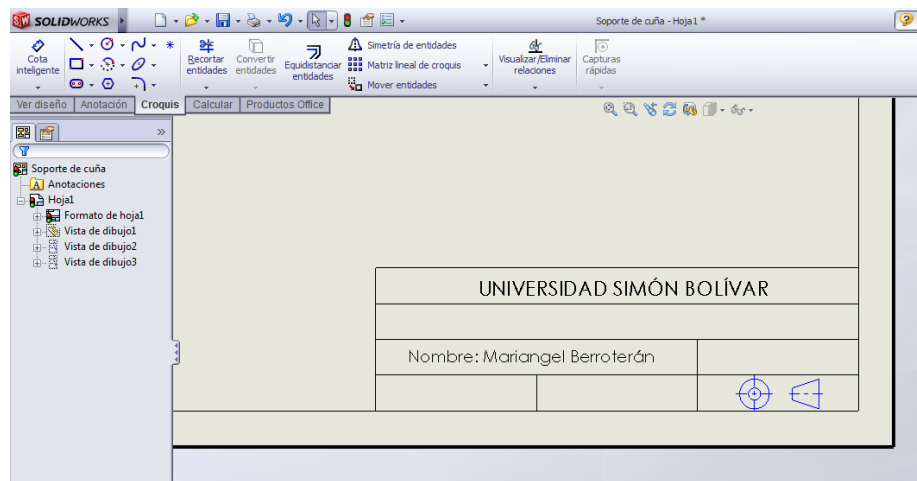 SOLIDWORKS
Soporte de cuña - Hoja1 *
Cota inteligente
Recortar entidades
Convertir entidades
Equidistanciar entidades
Simetría de entidades
Matriz lineal de croquis
Mover entidades
Visualizar/Eliminar relaciones
Capturas rápidas
Ver diseño
Anotación
Croquis
Calcular
Productos Office
Soporte de cuña
A Anotaciones
Hoja1
Formato de hoja1
Vista de dibujo1
Vista de dibujo2
Vista de dibujo3
UNIVERSIDAD SIMÓN BOLÍVAR
Nombre: Mariangel Berroterán